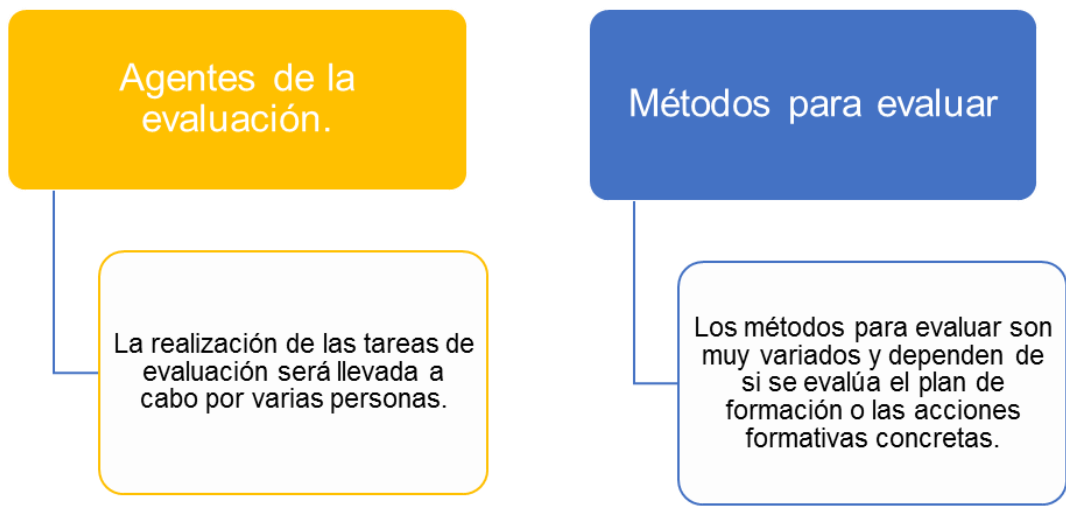 Agentes de la
evaluación.
La realización de las tareas de
evaluación será llevada a
cabo por varias personas.
Métodos para evaluar
Los métodos para evaluar son
muy variados y dependen de
si se evalúa el plan de
formación o las acciones
formativas concretas.